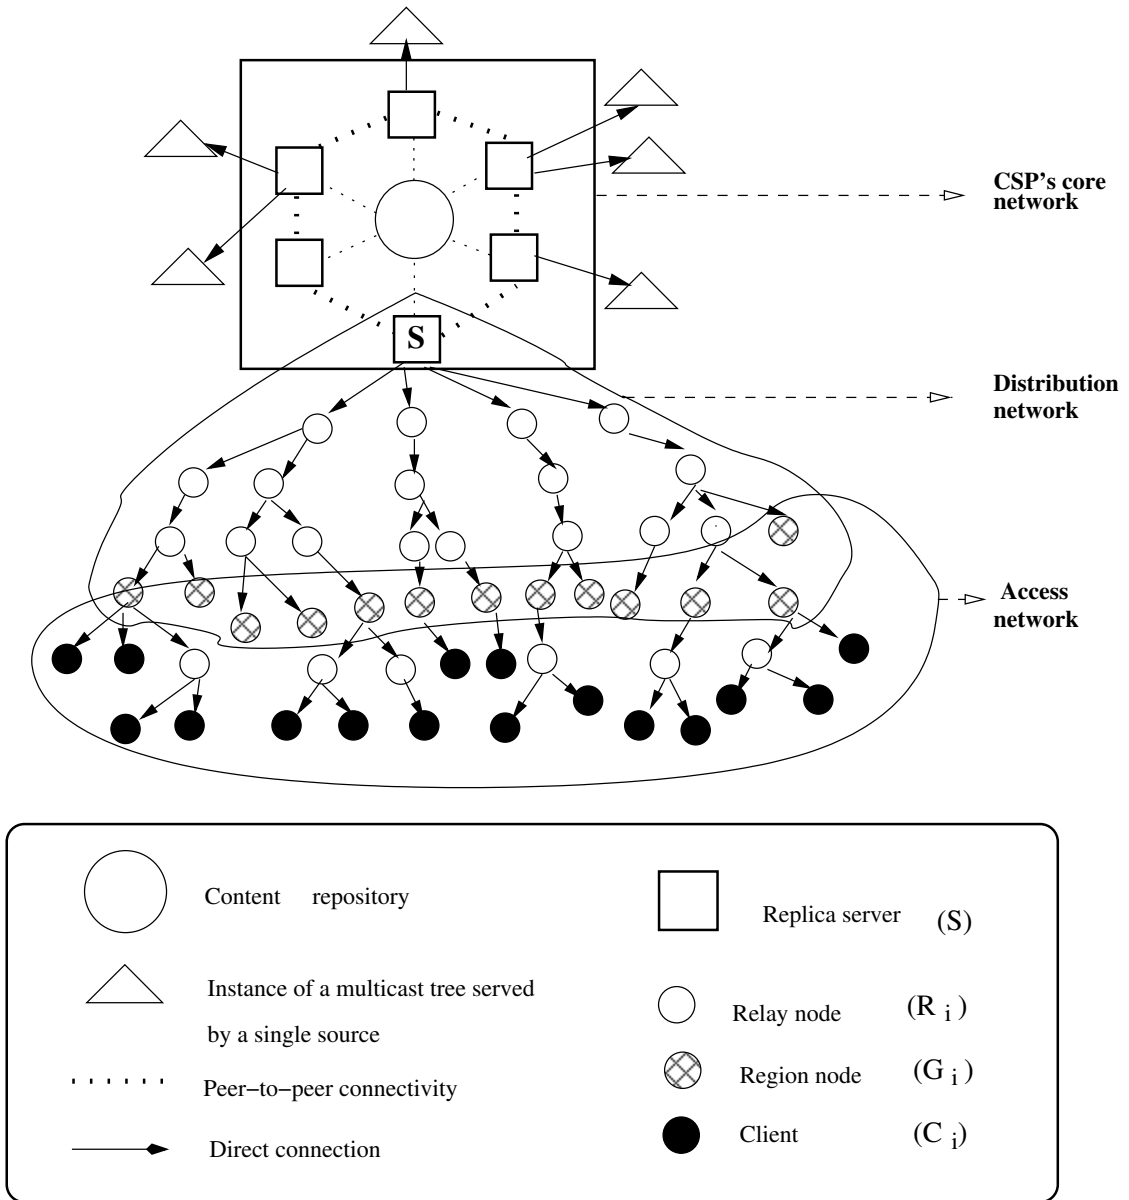 CSP's core
network
S
Distribution
network
Access
network
Content repository
Replica server (S)
Instance of a multicast tree served
by a single source
Relay node (R i )
Peer−to−peer connectivity
Region node (G i )
Direct connection
Client (C i )